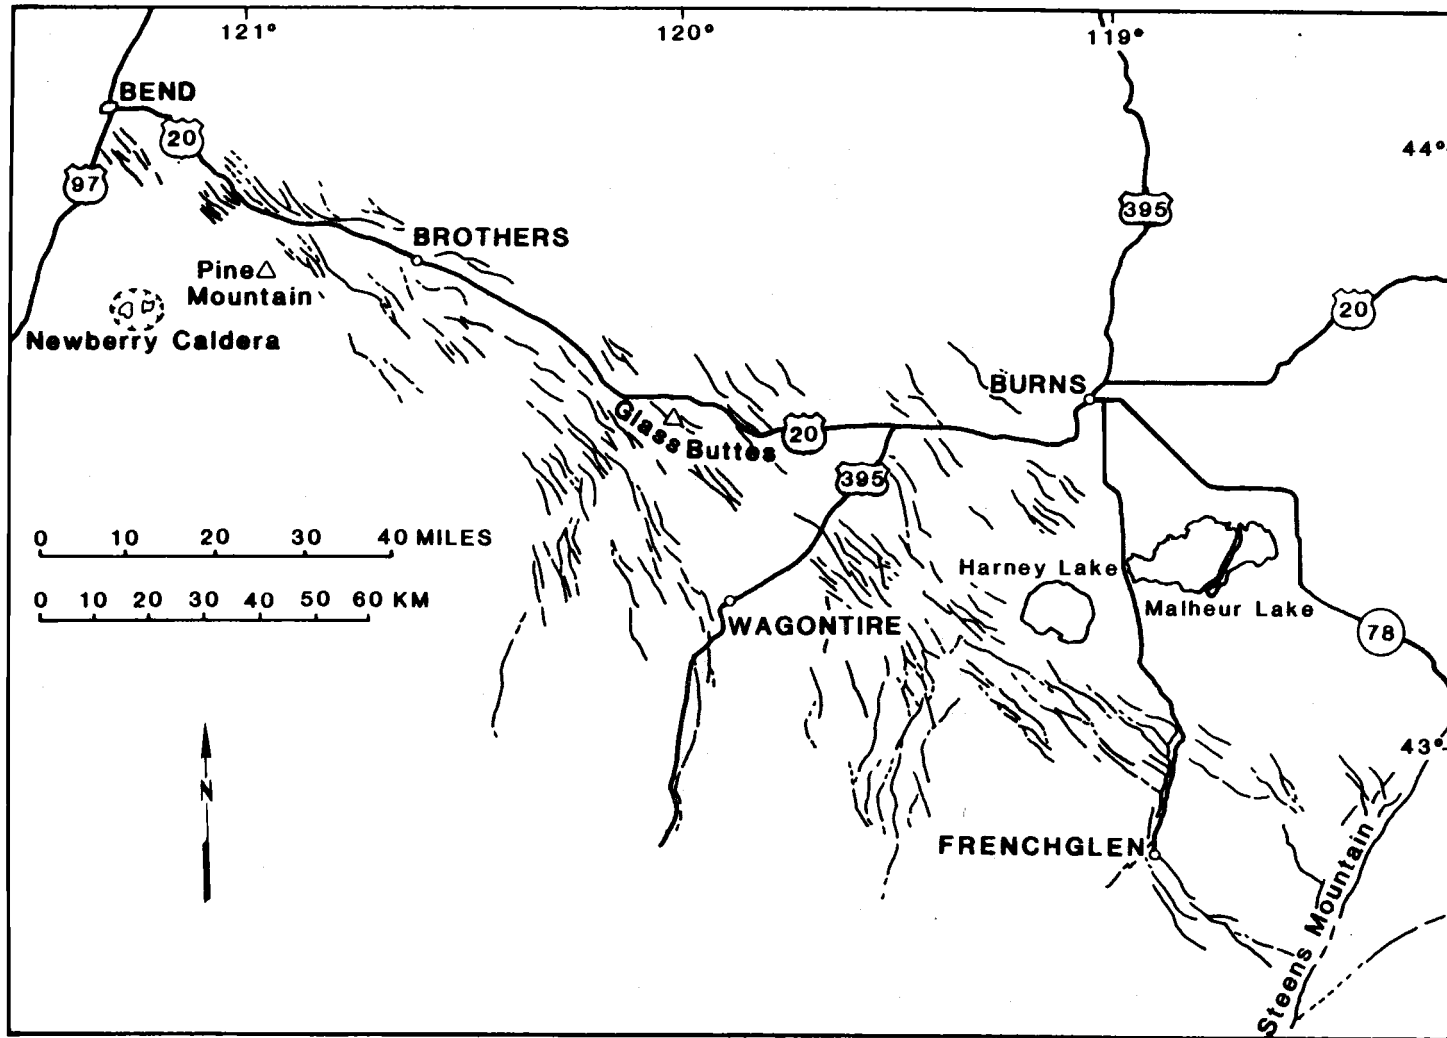 121°
120°
119°
BEND
20
44°
97
395
BROTHERS
Pine
Mountain
20
Newberry Caldera
BURNS
Glass Buttes
20
395
0 10 20 30 40 MILES
Harney Lake
0 10 20 30 40 50 60 KM
Malheur Lake
WAGONTIRE
78
43°
N
FRENCHGLEN
Steens Mountain